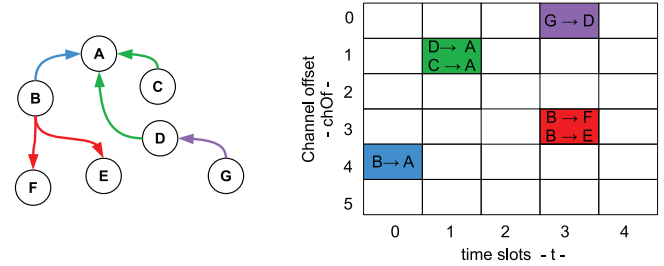 A
B
C
D
F
E
G
Channel offset
- chOf -
0
1
2
3
4
5
G → D
D → A
C → A
B → F
B → E
B → A
0 1 2 3 4
time slots - t -